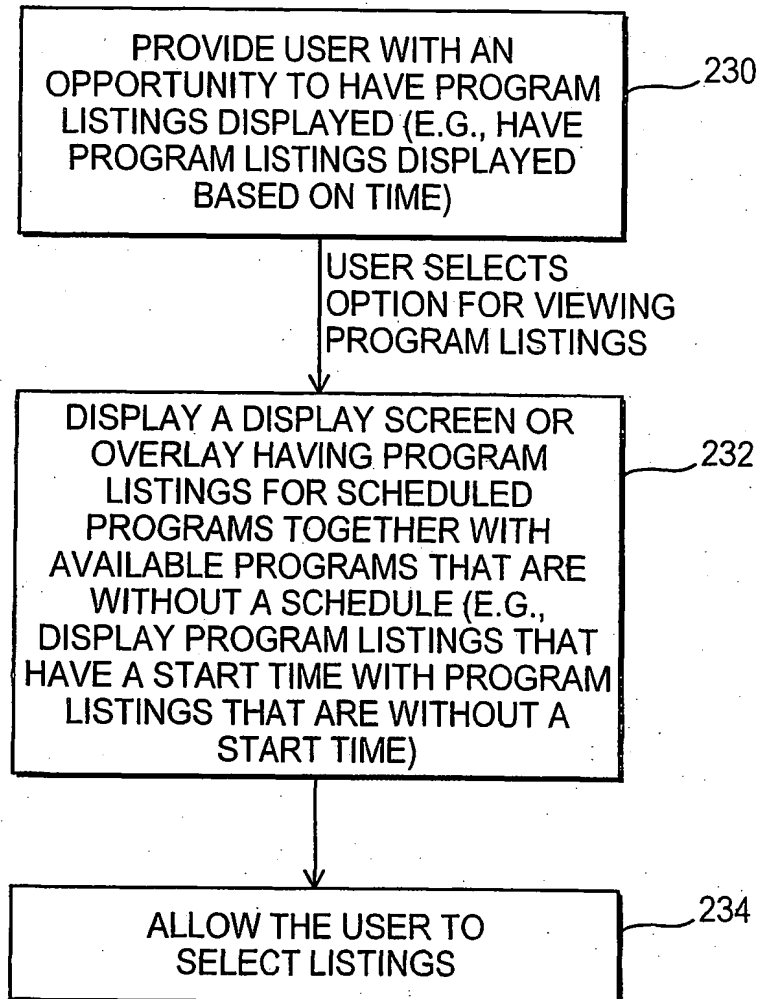 PROVIDE USER WITH AN
OPPORTUNITY TO HAVE PROGRAM
LISTINGS DISPLAYED (E.G., HAVE
PROGRAM LISTINGS DISPLAYED
BASED ON TIME)
230
USER SELECTS
OPTION FOR VIEWING
PROGRAM LISTINGS
DISPLAY A DISPLAY SCREEN OR
OVERLAY HAVING PROGRAM
LISTINGS FOR SCHEDULED
PROGRAMS TOGETHER WITH
AVAILABLE PROGRAMS THAT ARE
WITHOUT A SCHEDULE (E.G.,
DISPLAY PROGRAM LISTINGS THAT
HAVE A START TIME WITH PROGRAM
LISTINGS THAT ARE WITHOUT A
START TIME)
232
ALLOW THE USER TO
SELECT LISTINGS
234